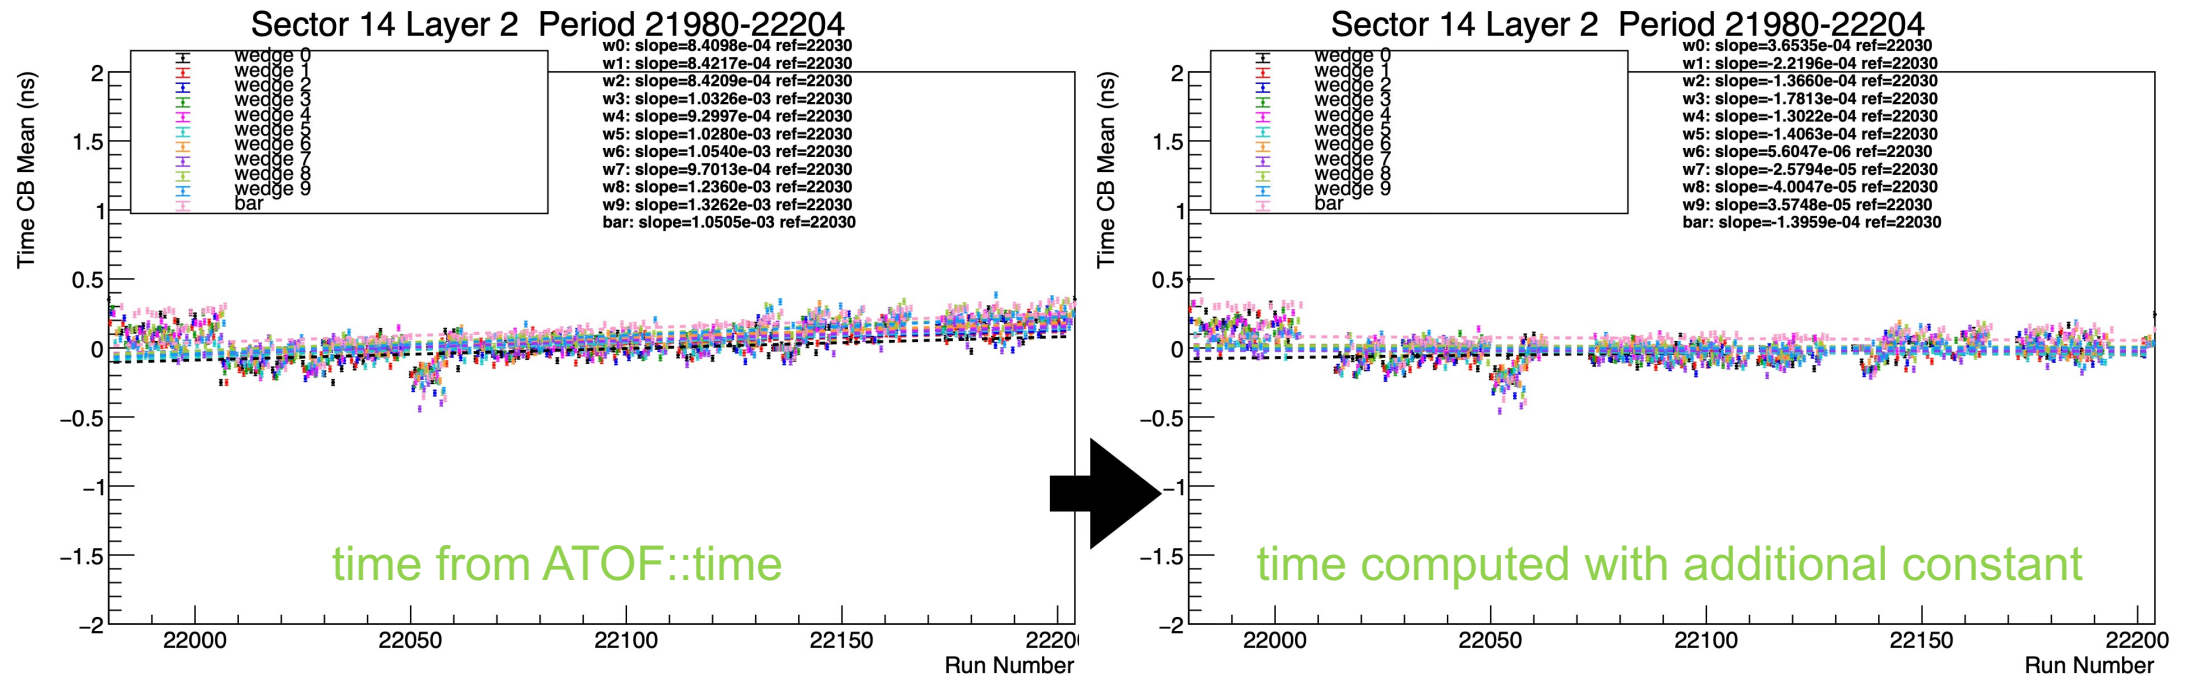 Sector 14 Layer 2 Period 21980-22204
wedge 0
wedge 1
wedge 2
wedge 3
wedge 4
wedge 5
wedge 6
wedge 7
wedge 8
wedge 9
bar
w0: slope=8.4098e-04 ref=22030
w1: slope=8.4217e-04 ref=22030
w2: slope=8.4209e-04 ref=22030
w3: slope=1.0326e-03 ref=22030
w4: slope=9.2997e-04 ref=22030
w5: slope=1.0280e-03 ref=22030
w6: slope=1.0540e-03 ref=22030
w7: slope=9.7013e-04 ref=22030
w8: slope=1.2360e-03 ref=22030
w9: slope=1.3262e-03 ref=22030
bar: slope=1.0505e-03 ref=22030
Time CB Mean (ns)
2
1.5
1
0.5
0
−0.5
−1
−1.5
−2
time from ATOF::time
22000 22050 22100 22150 2220
Run Number
Sector 14 Layer 2 Period 21980-22204
wedge 0
wedge 1
wedge 2
wedge 3
wedge 4
wedge 5
wedge 6
wedge 7
wedge 8
wedge 9
bar
w0: slope=3.6535e-04 ref=22030
w1: slope=-2.2196e-04 ref=22030
w2: slope=-1.3660e-04 ref=22030
w3: slope=-1.7813e-04 ref=22030
w4: slope=-1.3022e-04 ref=22030
w5: slope=-1.4063e-04 ref=22030
w6: slope=5.6047e-06 ref=22030
w7: slope=-2.5794e-05 ref=22030
w8: slope=-4.0047e-05 ref=22030
w9: slope=3.5748e-05 ref=22030
bar: slope=-1.3959e-04 ref=22030
Time CB Mean (ns)
2
1.5
1
0.5
0
−0.5
−1
−1.5
−2
time computed with additional constant
22000 22050 22100 22150 22200
Run Number